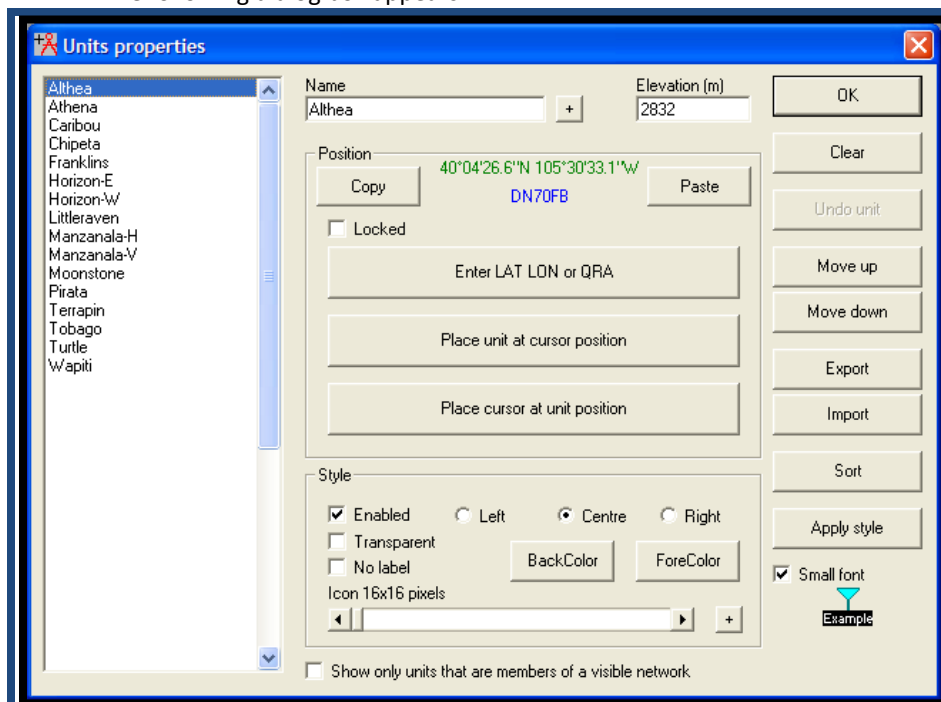 Units properties
Althea
Athena
Caribou
Chipeta
Franklins
Horizon-E
Horizon-W
Littleraven
Manzanala-H
Manzanala-V
Moonstone
Pirata
Terrapin
Tobago
Turtle
Wapiti
Name
Althea
+
Elevation (m)
2832
Position
Copy
40°04'26.6''N 105°30'33.1''W
DN70FB
Paste
Locked
Enter LAT LON or QRA
Place unit at cursor position
Place cursor at unit position
Style
Enabled
Left
Centre
Right
Transparent
No label
BackColor
ForeColor
Icon 16x16 pixels
+
Show only units that are members of a visible network
OK
Clear
Undo unit
Move up
Move down
Export
Import
Sort
Apply style
Small font
Example